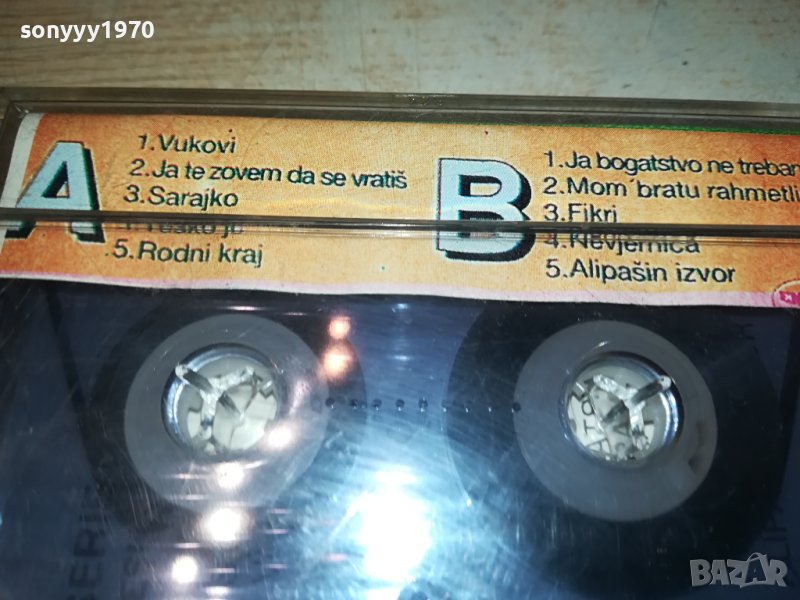 sonyyy1970
A
1.Vukovi
2.Ja te zovem da se vratiš
3.Sarajko
5.Rodni kraj
B
1.Ja bogatstvo ne trebam
2.Mom bratu rahmetli
3.Fikri
4.Nevjernica
5.Alipašin izvor
BAZAR